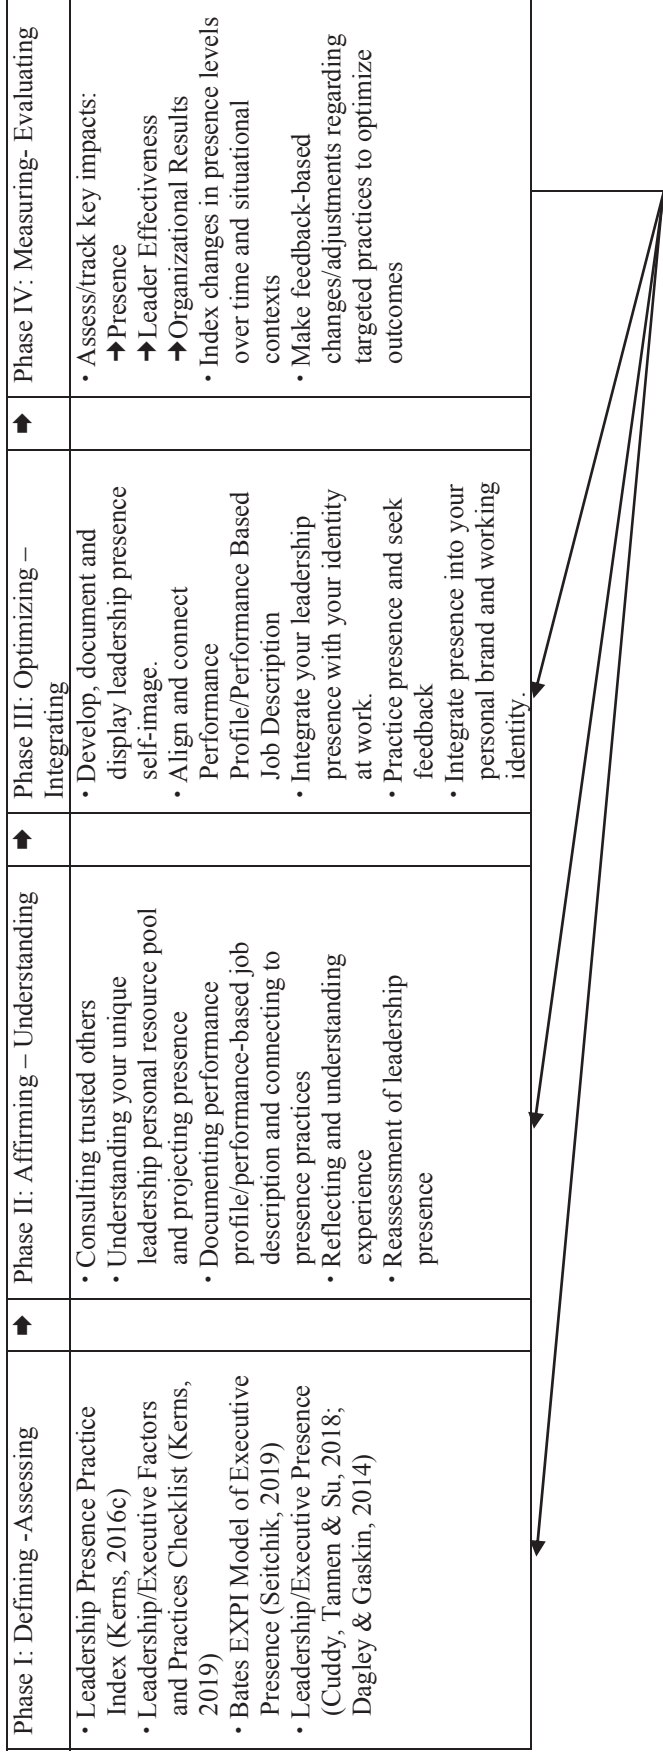 Phase I: Defining -Assessing
• Leadership Presence Practice
Index (Kerns, 2016c)
• Leadership/Executive Factors
and Practices Checklist (Kerns,
2019)
• Bates EXPI Model of Executive
Presence (Seitchik, 2019)
• Leadership/Executive Presence
(Cuddy, Tannen & Su, 2018;
Dagley & Gaskin, 2014)
➡
Phase II: Affirming – Understanding
• Consulting trusted others
• Understanding your unique
leadership personal resource pool
and projecting presence
• Documenting performance
profile/performance-based job
description and connecting to
presence practices
• Reflecting and understanding
experience
• Reassessment of leadership
presence
➡
Phase III: Optimizing –
Integrating
• Develop, document and
display leadership presence
self-image.
• Align and connect
Performance
Profile/Performance Based
Job Description
• Integrate your leadership
presence with your identity
at work.
• Practice presence and seek
feedback
• Integrate presence into your
personal brand and working
identity.
➡
Phase IV: Measuring- Evaluating
• Assess/track key impacts:
➔Presence
➔Leader Effectiveness
➔Organizational Results
• Index changes in presence levels
over time and situational
contexts
• Make feedback-based
changes/adjustments regarding
targeted practices to optimize
outcomes